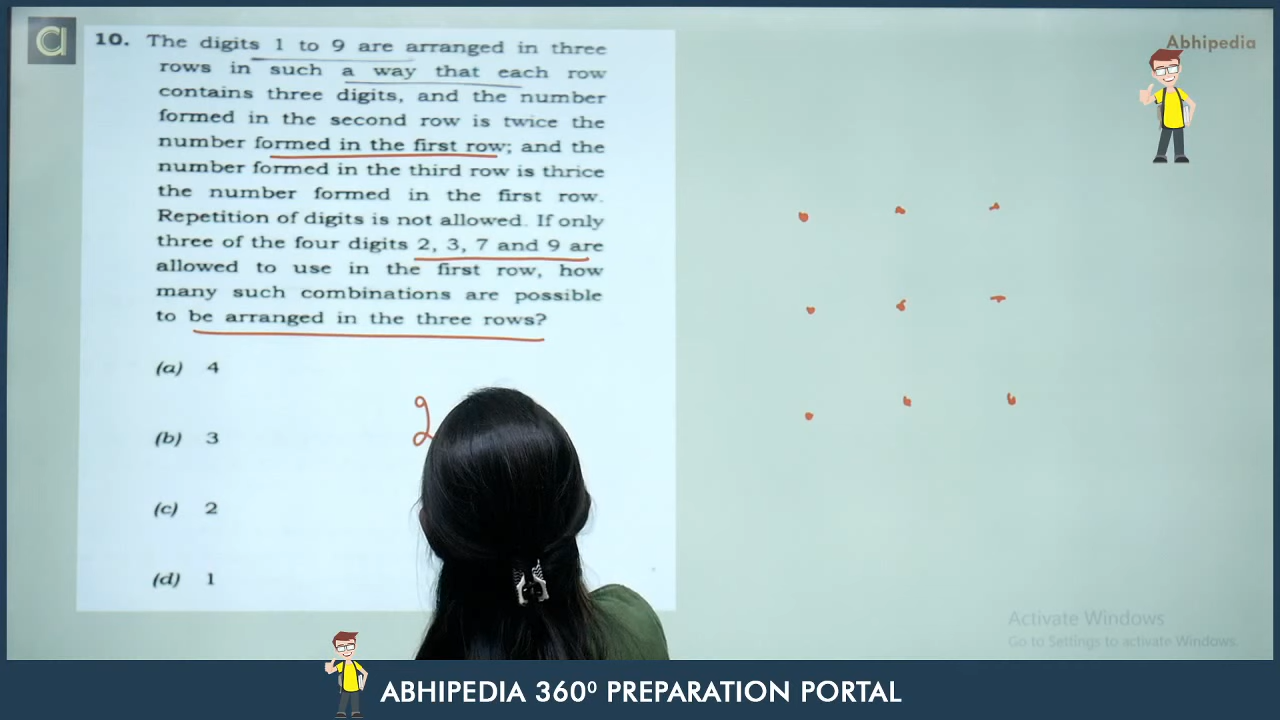 a
10. The digits 1 to 9 are arranged in three
rows in such a way that each row
contains three digits, and the number
formed in the second row is twice the
number formed in the first row; and the
number formed in the third row is thrice
the number formed in the first row.
Repetition of digits is not allowed. If only
three of the four digits 2, 3, 7 and 9 are
allowed to use in the first row, how
many such combinations are possible
to be arranged in the three rows?
(a) 4
(b) 3
(c) 2
(d) 1
2
Abhipedia
Activate Windows
Go to Settings to activate Windows.
ABHIPEDIA 360⁰ PREPARATION PORTAL